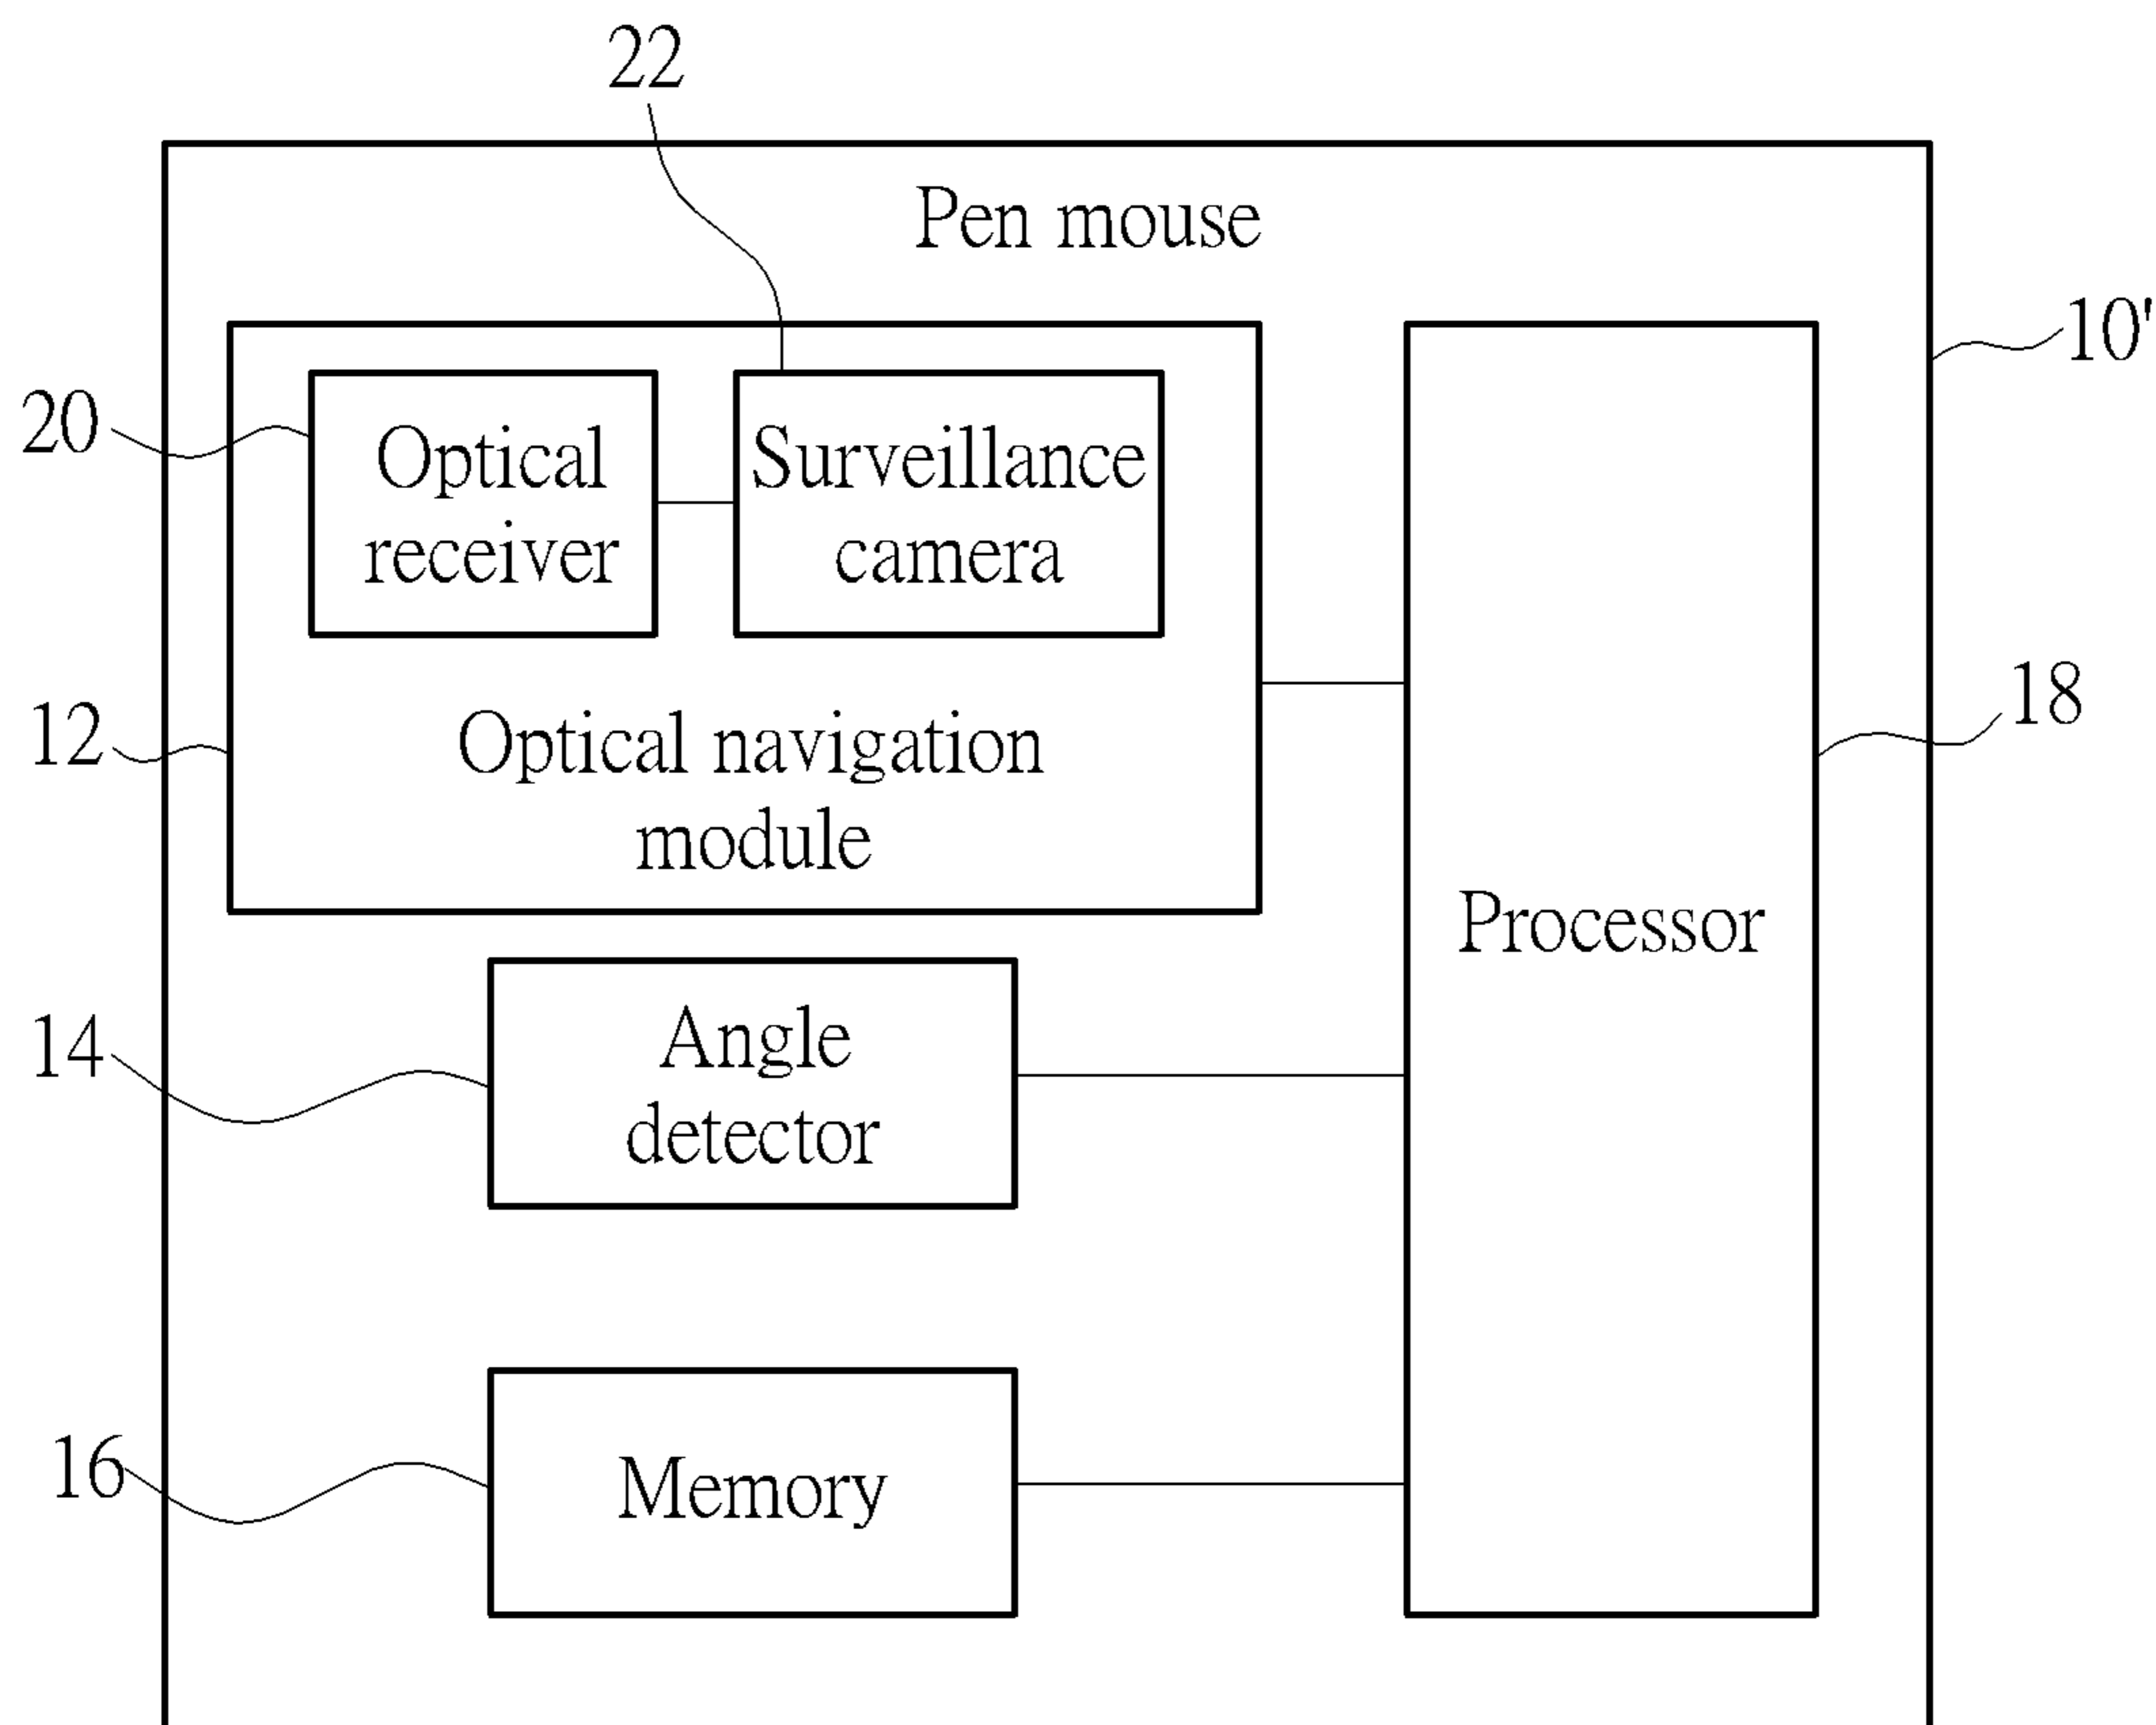 22
Pen mouse
10'
20
Optical
receiver
Surveillance
camera
12
Optical navigation
module
18
Processor
14
Angle
detector
16
Memory